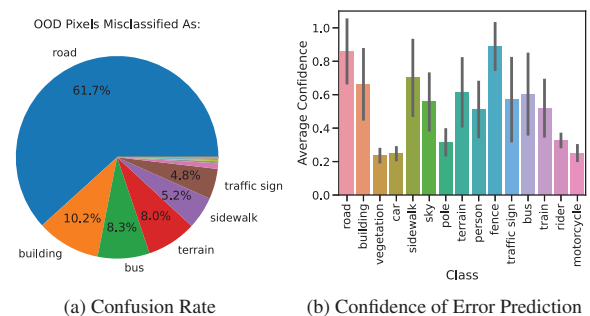 OOD Pixels Misclassified As:
road
61.7%
4.8%
traffic sign
5.2%
sidewalk
8.0%
terrain
8.3%
bus
10.2%
building
(a) Confusion Rate
1.0
0.8
0.6
0.4
0.2
0.0
Average Confidence
road
building
vegetation
car
sidewalk
sky
pole
terrain
person
fence
traffic sign
bus
train
rider
motorcycle
Class
(b) Confidence of Error Prediction